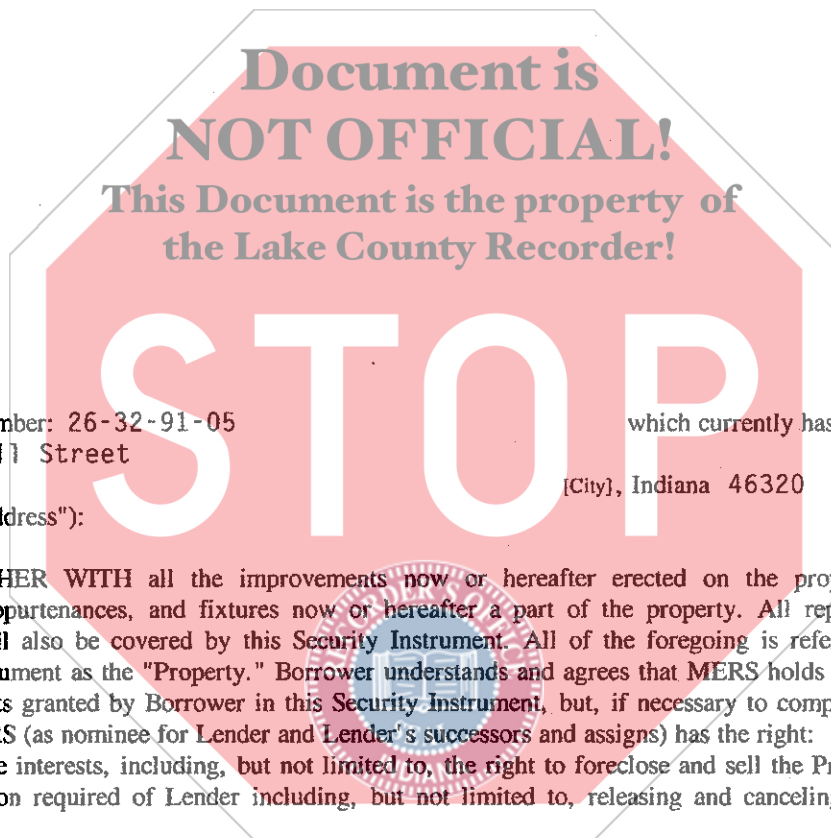 Document is
NOT OFFICIAL!
This Document is the property of
the Lake County Recorder!
STOP
mber: 26-32-91-05 which currently has
ll Street
[City], Indiana 46320
ddress"):
HER WITH all the improvements now or hereafter erected on the prop
ppurtenances, and fixtures now or hereafter a part of the property. All rep
ll also be covered by this Security Instrument. All of the foregoing is refe
ument as the "Property." Borrower understands and agrees that MERS holds
ts granted by Borrower in this Security Instrument, but, if necessary to comp
RS (as nominee for Lender and Lender's successors and assigns) has the right:
e interests, including, but not limited to, the right to foreclose and sell the Pr
on required of Lender including, but not limited to, releasing and canceling